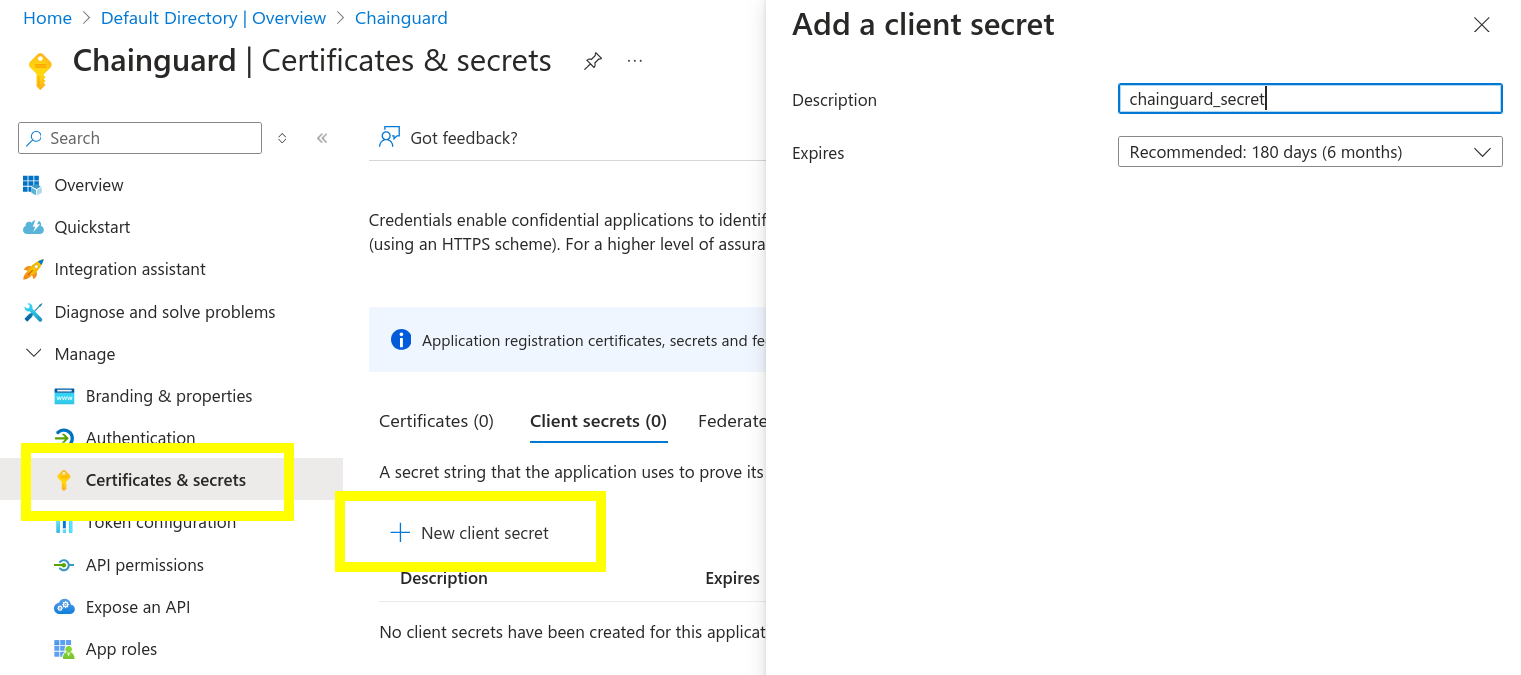 Home > Default Directory | Overview > Chainguard
Chainguard | Certificates & secrets
Search
Overview
Quickstart
Integration assistant
Diagnose and solve problems
Manage
Branding & properties
Authentication
Certificates & secrets
Token configuration
API permissions
Expose an API
App roles
Got feedback?
Credentials enable confidential applications to identif
(using an HTTPS scheme). For a higher level of assura
Application registration certificates, secrets and fe
Certificates (0) Client secrets (0) Federate
A secret string that the application uses to prove its
New client secret
Description Expires
No client secrets have been created for this applicat
Add a client secret
Description chainguard_secret
Expires Recommended: 180 days (6 months)